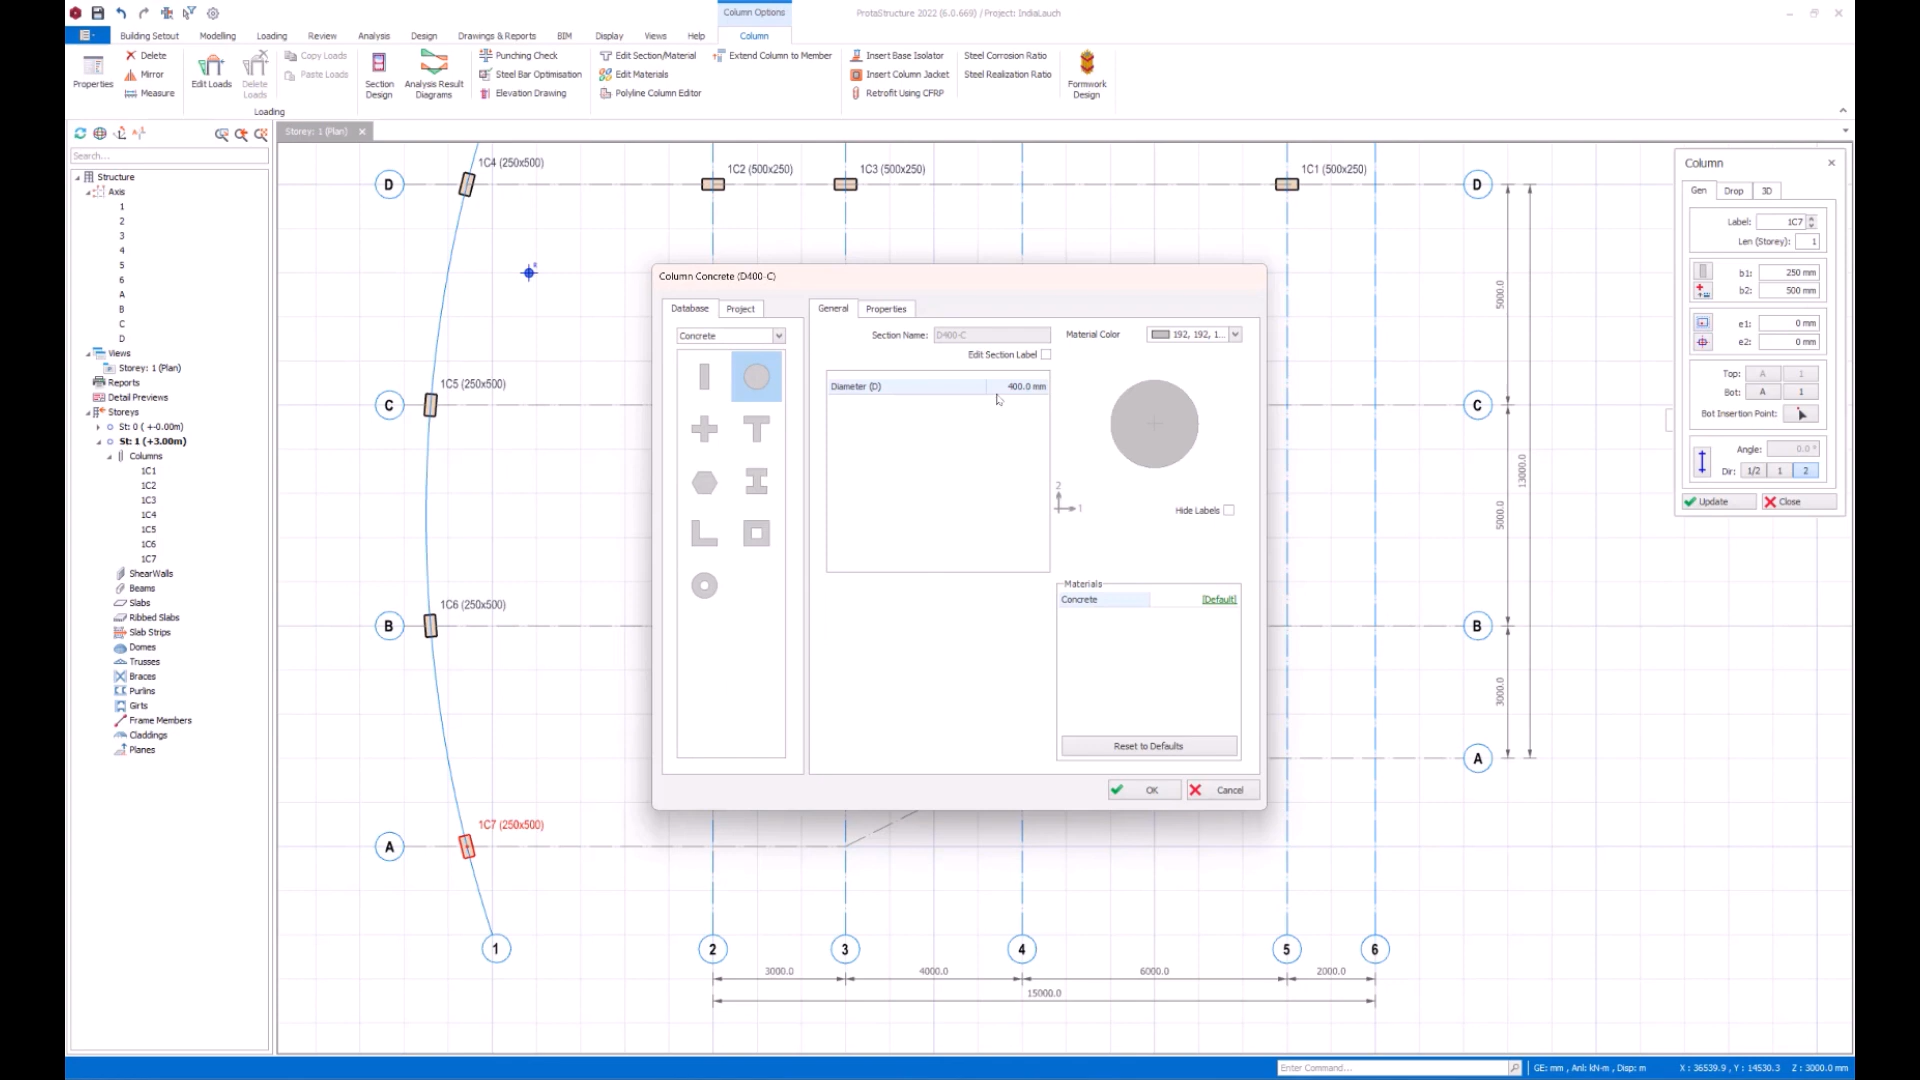 Column Options
ProtaStructure 2022 (6.0.669) / Project: IndiaLauch
Building Setout Modelling Loading Review Analysis Design Drawings & Reports BIM Display Views Help Column
Properties
Delete
Mirror
Measure
Edit Loads
Delete Loads
Copy Loads
Paste Loads
Loading
Section Design
Analysis Result Diagrams
Punching Check
Steel Bar Optimisation
Elevation Drawing
Edit Section/Material
Edit Materials
Polyline Column Editor
Extend Column to Member
Insert Base Isolator
Insert Column Jacket
Retrofit Using CFRP
Steel Corrosion Ratio
Steel Realization Ratio
Formwork Design
Search...
Structure
Axis
1
2
3
4
5
6
A
B
C
D
Views
Storey: 1 (Plan)
Reports
Detail Previews
Storeys
St: 0 ( +-0.00m)
St: 1 (+3.00m)
Columns
1C1
1C2
1C3
1C4
1C5
1C6
1C7
ShearWalls
Beams
Slabs
Ribbed Slabs
Slab Strips
Domes
Trusses
Braces
Purlins
Girts
Frame Members
Claddings
Planes
Storey: 1 (Plan)
1C4 (250x500)
1C2 (500x250)
1C3 (500x250)
1C1 (500x250)
D
D
1C5 (250x500)
C
C
1C6 (250x500)
B
B
A
1C7 (250x500)
A
1 2 3 4 5 6
3000.0 4000.0 6000.0 2000.0
15000.0
5000.0
5000.0
3000.0
13000.0
Column Concrete (D400-C)
Database Project
Concrete
General Properties
Section Name: D400-C
Material Color 192, 192, 1...
Edit Section Label
Diameter (D) 400.0 mm
2
1
Hide Labels
Materials
Concrete [Default]
Reset to Defaults
OK Cancel
Column
Gen Drop 3D
Label: 1C7
Len (Storey): 1
b1: 250 mm
b2: 500 mm
e1: 0 mm
e2: 0 mm
Top: A 1
Bot: A 1
Bot Insertion Point:
Angle: 0.0 °
Dir: 1/2 1 2
Update Close
Enter Command...
GE: mm , Anl: kN-m , Disp: m
X : 36539.9 , Y : 14530.3 Z : 3000.0 mm